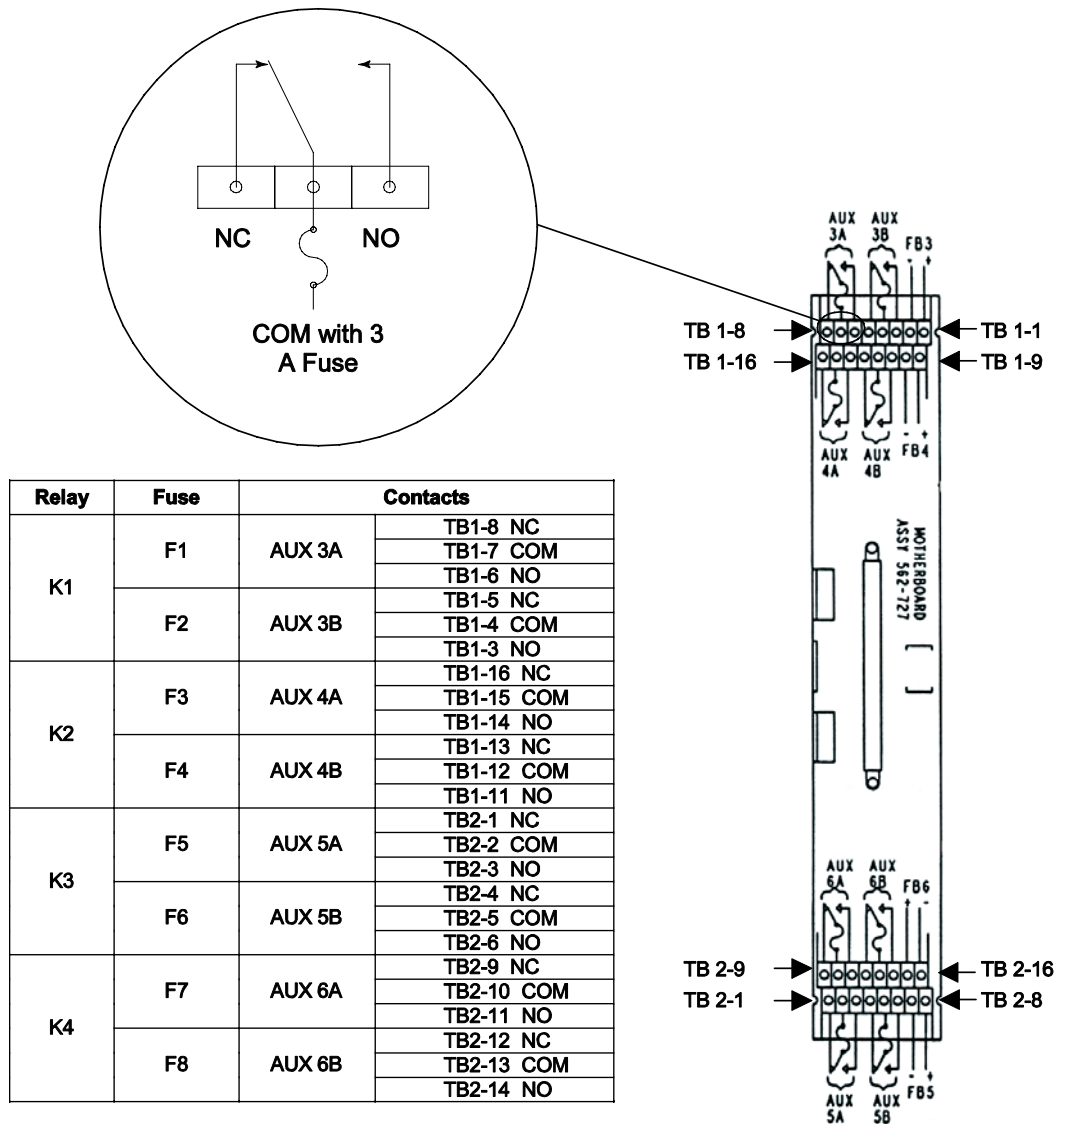 NC
NO
COM with 3
A Fuse
AUX
3A
AUX
3B
FB3
- +
TB 1-8
TB 1-1
TB 1-16
TB 1-9
- +
AUX
4A
AUX
4B
FB4
MOTHERBOARD
ASSY 562-727
AUX
6A
AUX
6B
FB6
+ -
TB 2-9
TB 2-16
TB 2-1
TB 2-8
- +
AUX
5A
AUX
5B
FB5
Relay Fuse Contacts
K1 F1 AUX 3A TB1-8 NC
TB1-7 COM
TB1-6 NO
F2 AUX 3B TB1-5 NC
TB1-4 COM
TB1-3 NO
K2 F3 AUX 4A TB1-16 NC
TB1-15 COM
TB1-14 NO
F4 AUX 4B TB1-13 NC
TB1-12 COM
TB1-11 NO
K3 F5 AUX 5A TB2-1 NC
TB2-2 COM
TB2-3 NO
F6 AUX 5B TB2-4 NC
TB2-5 COM
TB2-6 NO
K4 F7 AUX 6A TB2-9 NC
TB2-10 COM
TB2-11 NO
F8 AUX 6B TB2-12 NC
TB2-13 COM
TB2-14 NO